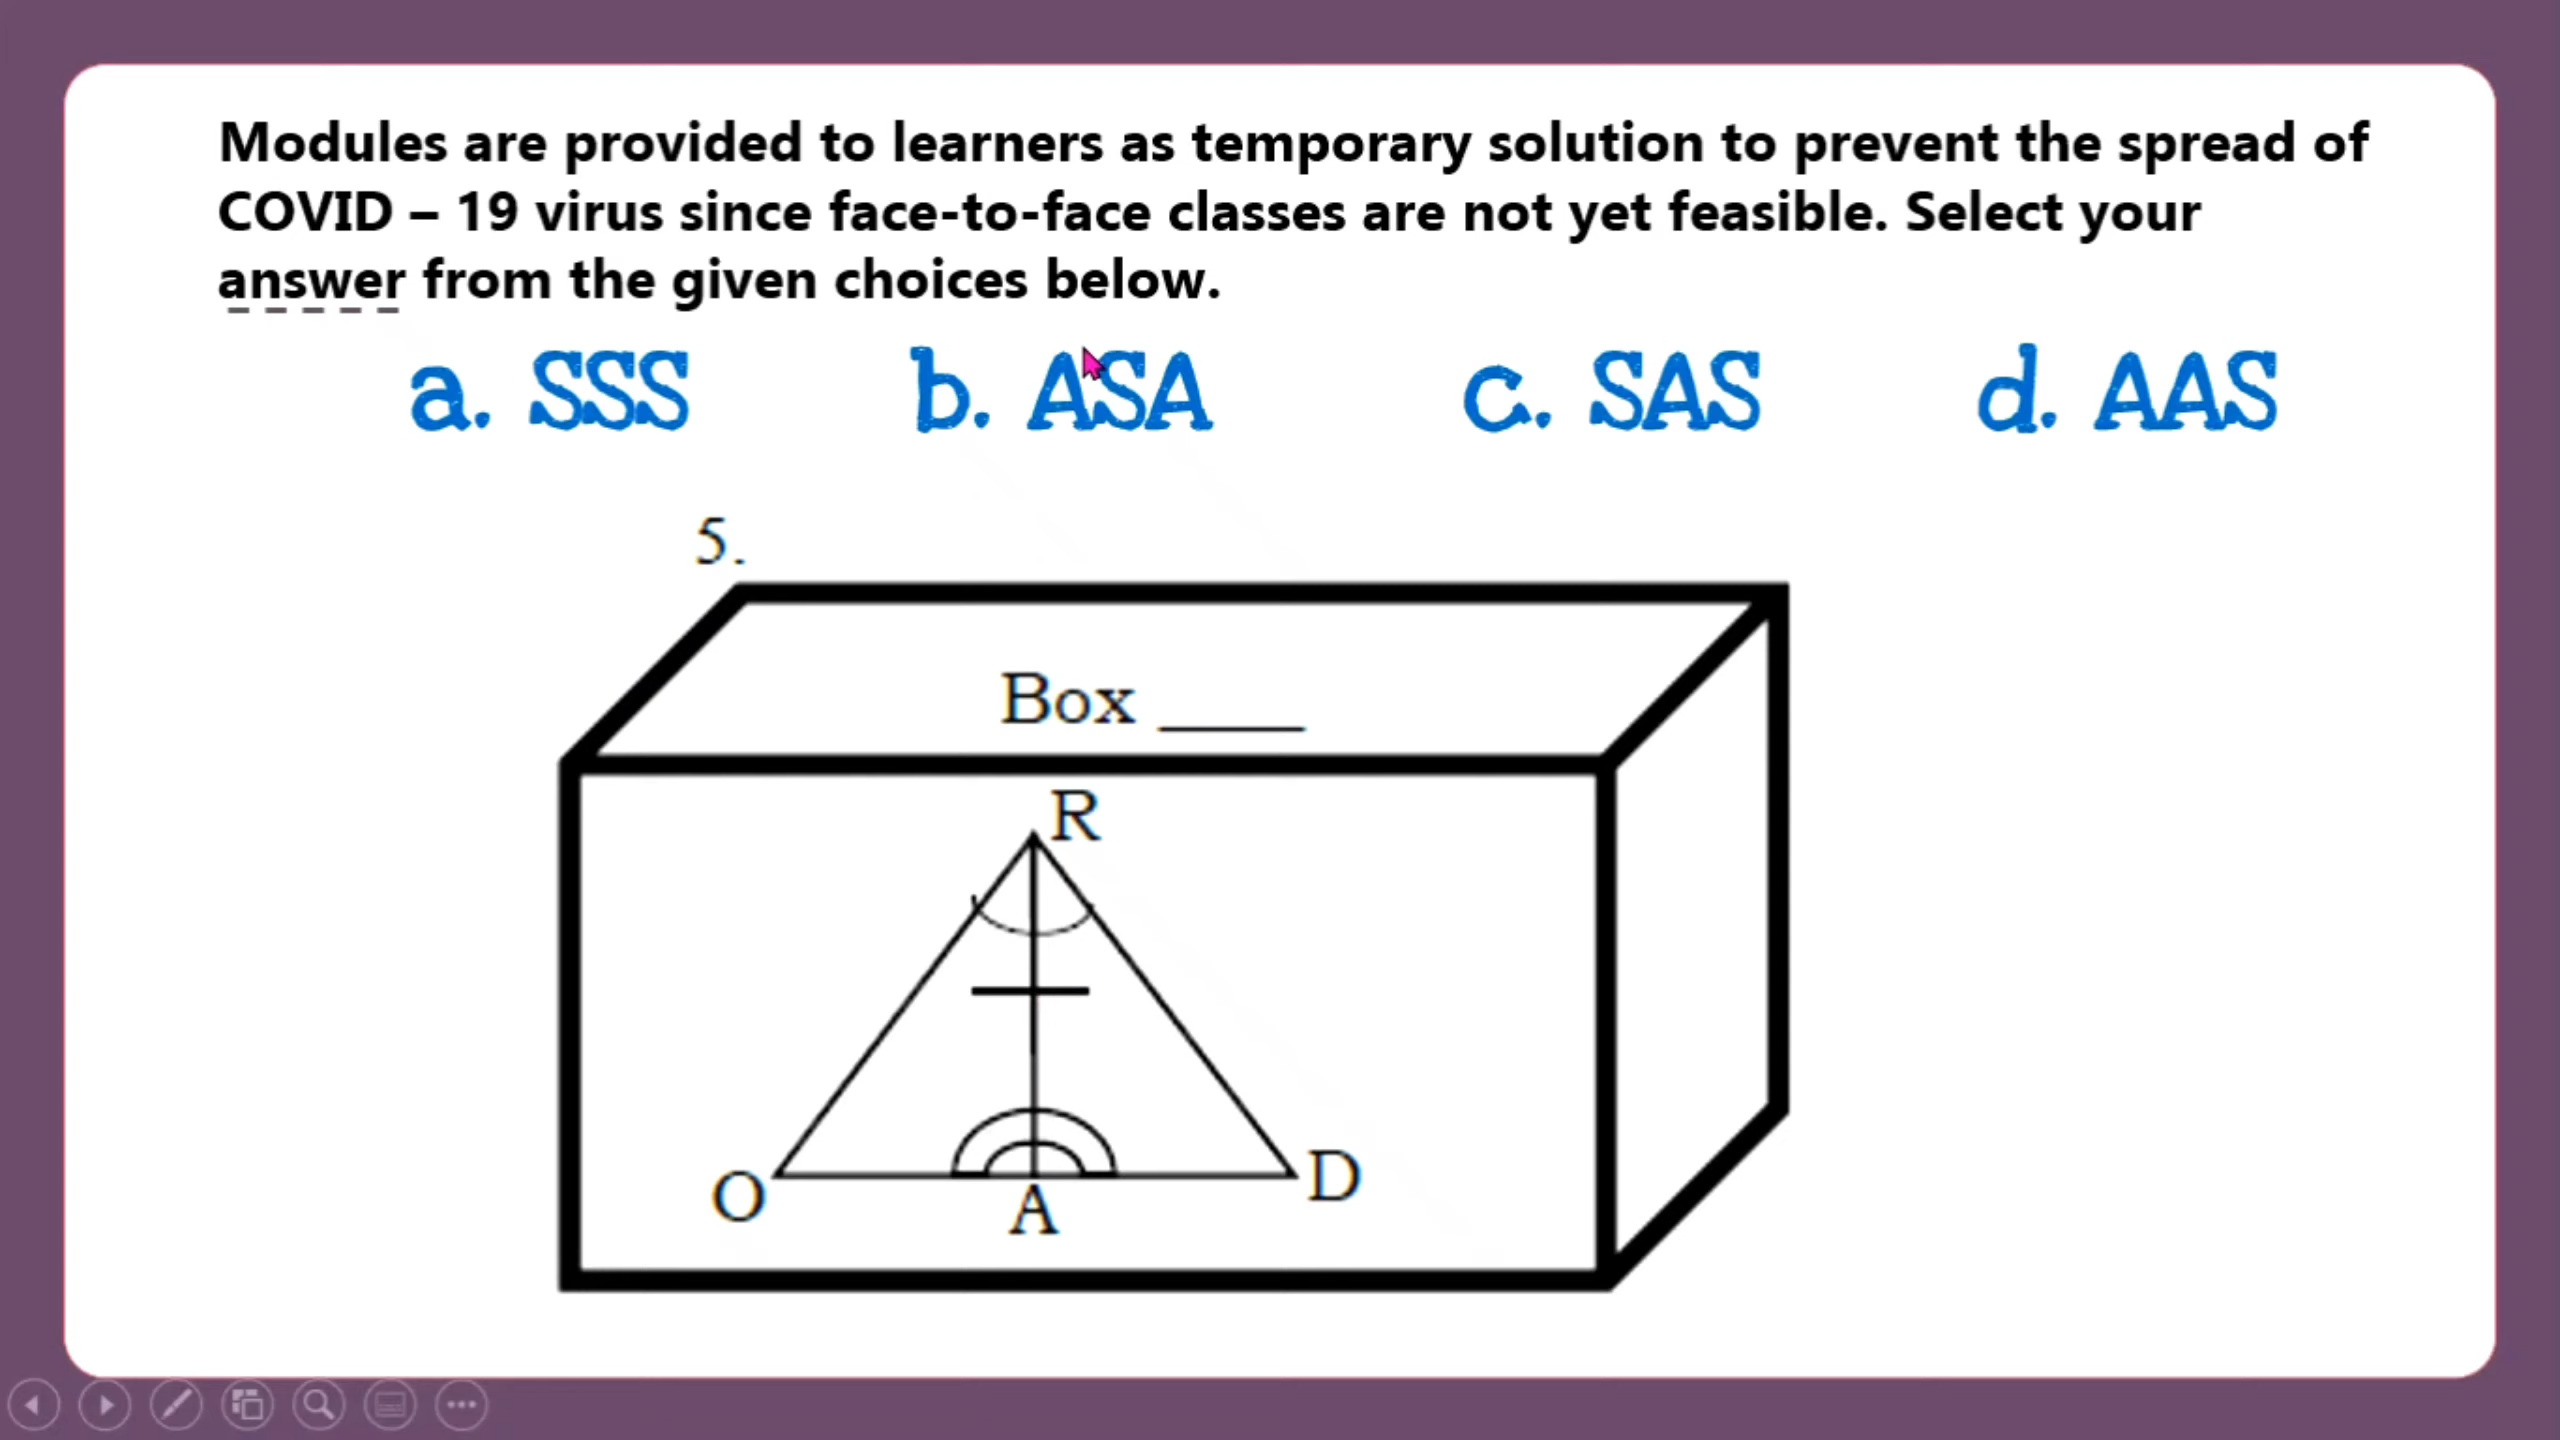 Modules are provided to learners as temporary solution to prevent the spread of
COVID – 19 virus since face-to-face classes are not yet feasible. Select your
answer from the given choices below.
a. SSS b. ASA c. SAS d. AAS
5.
Box ____
R
O
A
D